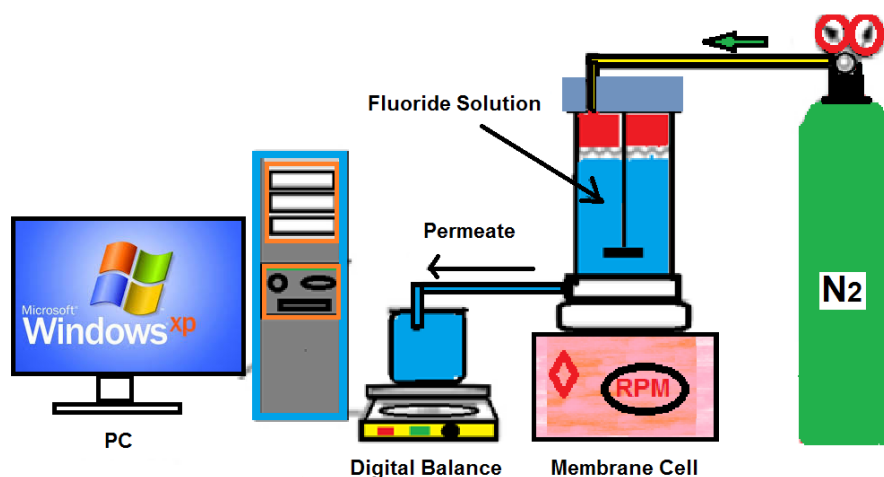 Fluoride Solution
Permeate
N2
Microsoft
Windows xp
RPM
PC
Digital Balance
Membrane Cell